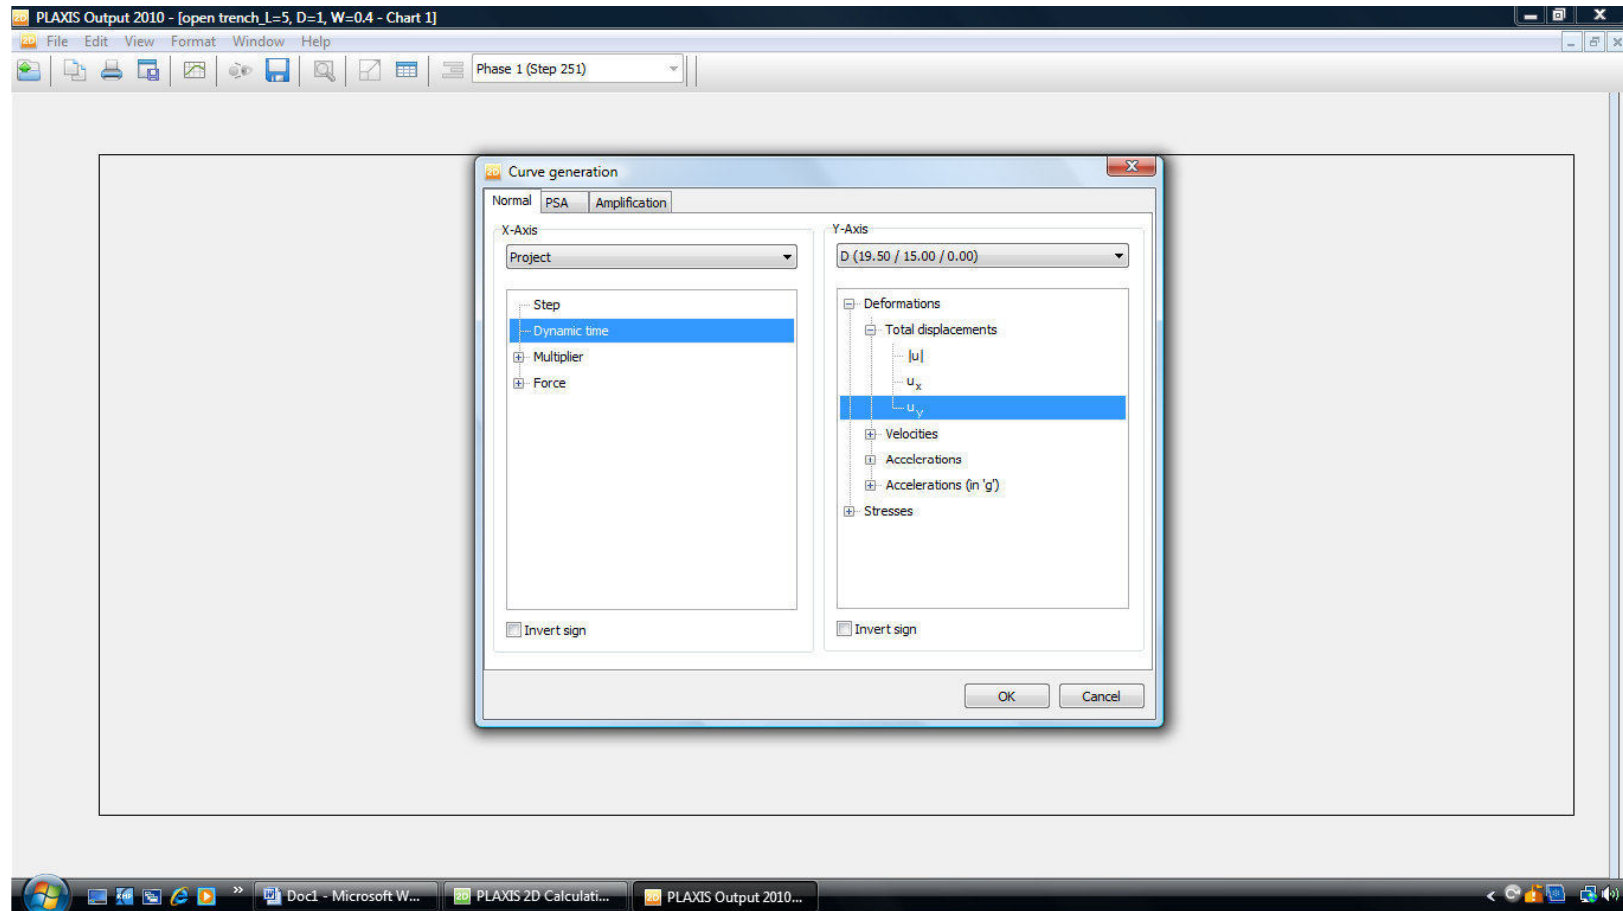 PLAXIS Output 2010 - [open trench_L=5, D=1, W=0.4 - Chart 1]
File Edit View Format Window Help
Phase 1 (Step 251)
Curve generation
Normal PSA Amplification
X-Axis
Project
Step
Dynamic time
Multiplier
Force
Invert sign
Y-Axis
D (19.50 / 15.00 / 0.00)
Deformations
Total displacements
|u|
u_x
u_y
Velocities
Accelerations
Accelerations (in 'g')
Stresses
Invert sign
OK Cancel
Doc1 - Microsoft W... PLAXIS 2D Calculati... PLAXIS Output 2010...